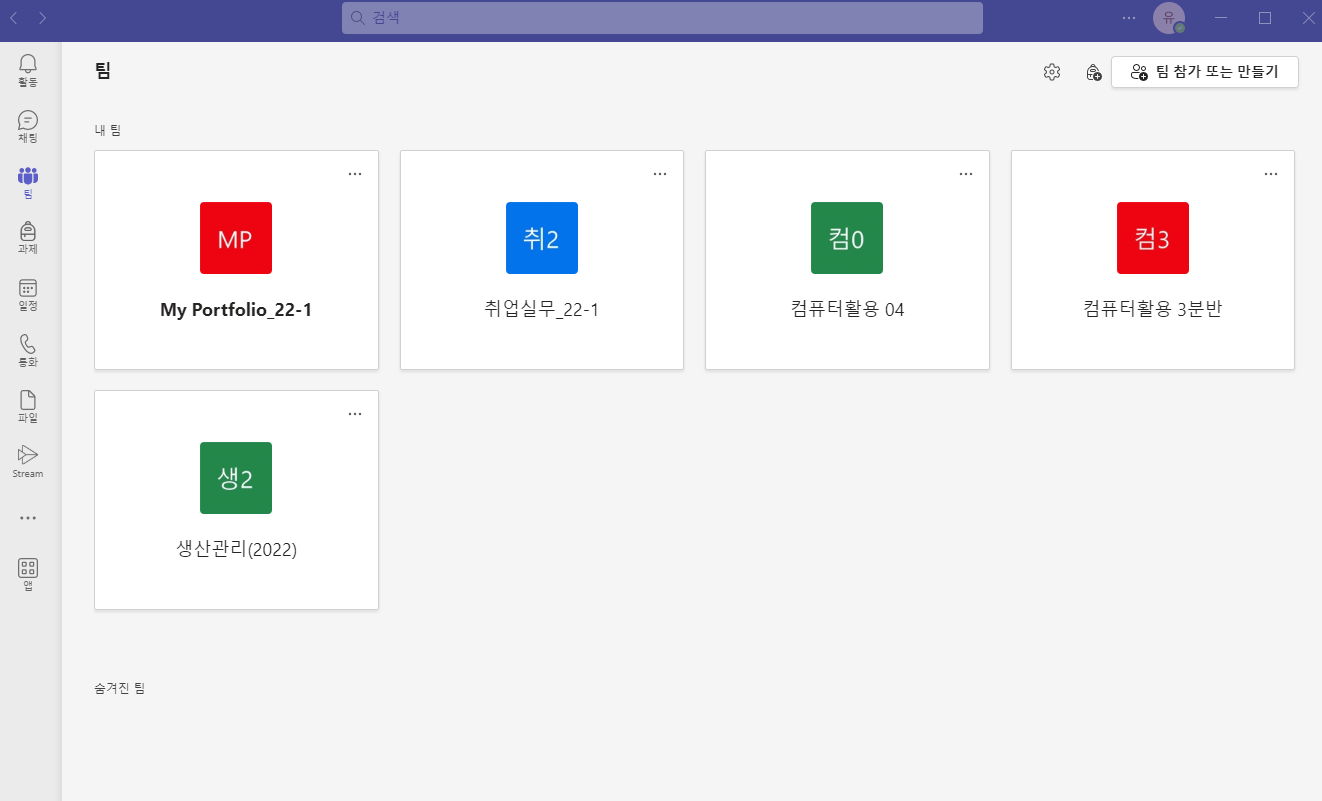 검색
유
활동
채팅
팀
과제
일정
통화
파일
Stream
앱
팀
팀 참가 또는 만들기
내 팀
MP
My Portfolio_22-1
취2
취업실무_22-1
컴0
컴퓨터활용 04
컴3
컴퓨터활용 3분반
생2
생산관리(2022)
숨겨진 팀